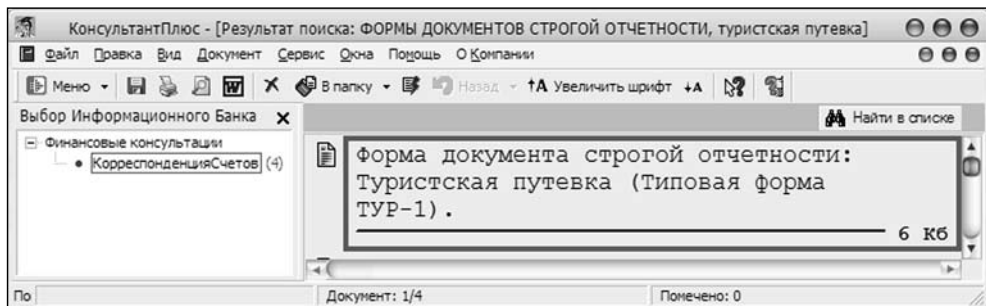 КонсультантПлюс - [Результат поиска: ФОРМЫ ДОКУМЕНТОВ СТРОГОЙ ОТЧЕТНОСТИ, туристская путевка]
Файл Правка Вид Документ Сервис Окна Помощь О Компании
Меню В папку Назад Увеличить шрифт
Выбор Информационного Банка
Найти в списке
Финансовые консультации
КорреспонденцияСчетов (4)
Форма документа строгой отчетности:
Туристская путевка (Типовая форма
ТУР-1).
6 Кб
По
Документ: 1/4
Помечено: 0